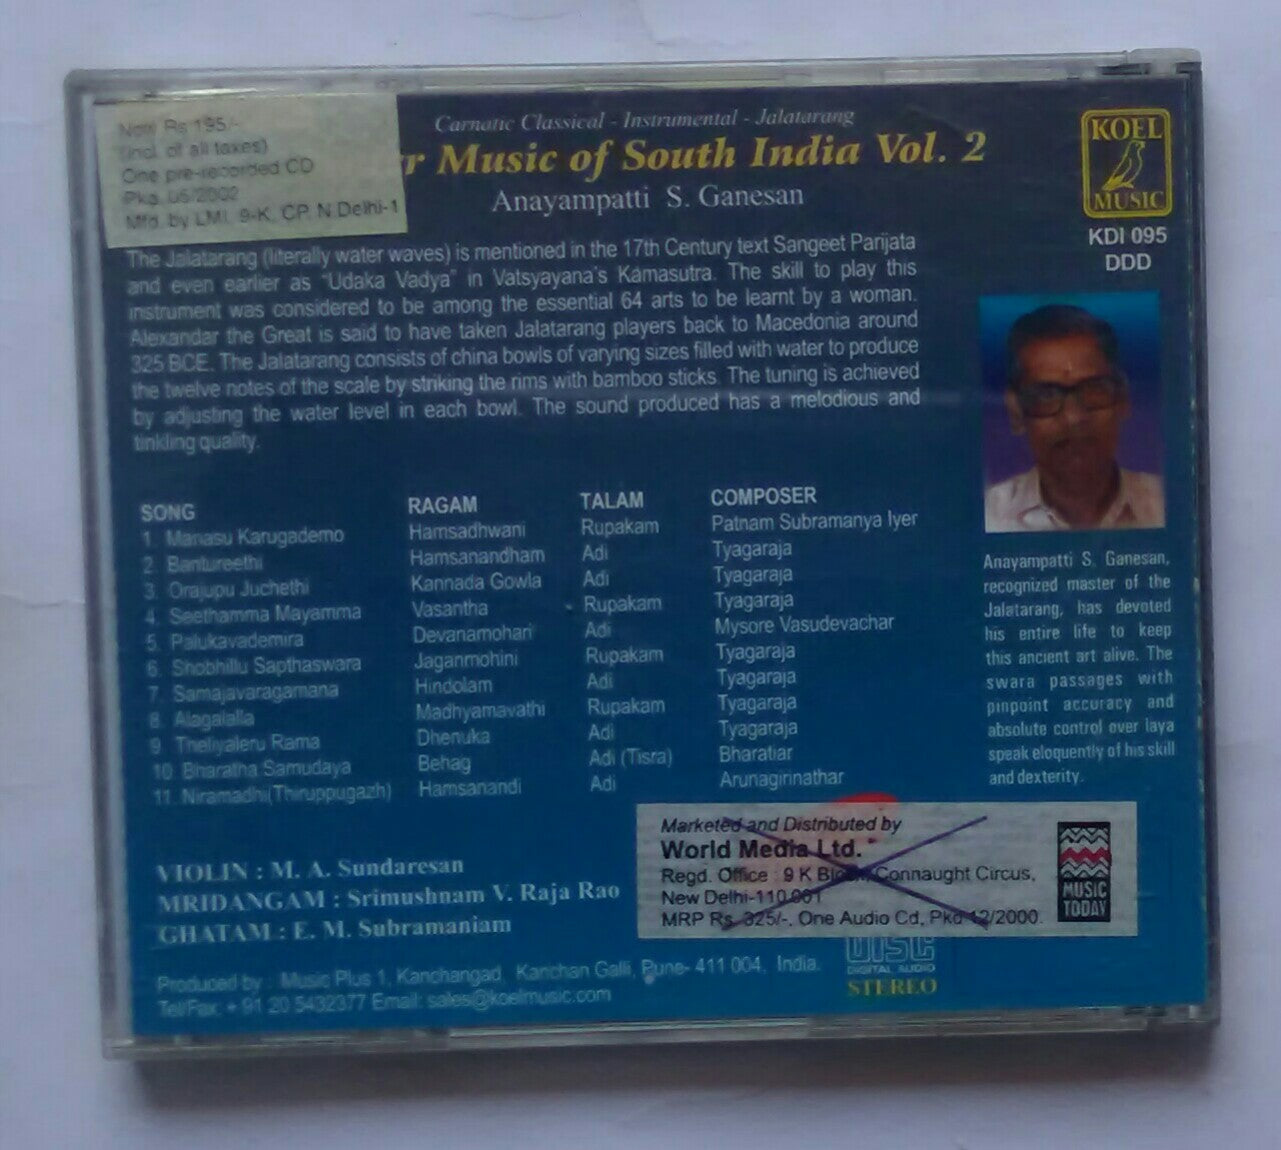 Now Rs 195/-
(incl. of all taxes)
One pre-recorded CD
Pkg. 05/2002
Mfd. by LMI, 9-K, CP, N.Delhi-1
Carnatic Classical - Instrumental - Jalatarang
r Music of South India Vol. 2
Anayampatti S. Ganesan
KOEL
MUSIC
KDI 095
DDD
The Jalatarang (literally water waves) is mentioned in the 17th Century text Sangeet Parijata
and even earlier as "Udaka Vadya" in Vatsyayana's Kamasutra. The skill to play this
instrument was considered to be among the essential 64 arts to be learnt by a woman.
Alexandar the Great is said to have taken Jalatarang players back to Macedonia around
325 BCE. The Jalatarang consists of china bowls of varying sizes filled with water to produce
the twelve notes of the scale by striking the rims with bamboo sticks. The tuning is achieved
by adjusting the water level in each bowl. The sound produced has a melodious and
tinkling quality.
SONG RAGAM TALAM COMPOSER
1. Manasu Karugademo Hamsadhwani Rupakam Patnam Subramanya Iyer
2. Bantureethi Hamsanandham Adi Tyagaraja
3. Orajupu Juchethi Kannada Gowla Adi Tyagaraja
4. Seethamma Mayamma Vasantha Rupakam Tyagaraja
5. Palukavademira Devanamohari Adi Mysore Vasudevachar
6. Shobhillu Sapthaswara Jaganmohini Rupakam Tyagaraja
7. Samajavaragamana Hindolam Adi Tyagaraja
8. Alagalalla Madhyamavathi Rupakam Tyagaraja
9. Theliyaleru Rama Dhenuka Adi Tyagaraja
10. Bharatha Samudaya Behag Adi (Tisra) Bharatiar
11. Niramadhi(Thiruppugazh) Hamsanandi Adi Arunagirinathar
Anayampatti S. Ganesan,
recognized master of the
Jalatarang, has devoted
his entire life to keep
this ancient art alive. The
swara passages with
pinpoint accuracy and
absolute control over laya
speak eloquently of his skill
and dexterity.
VIOLIN : M. A. Sundaresan
MRIDANGAM : Srimushnam V. Raja Rao
GHATAM : E. M. Subramaniam
Marketed and Distributed by
World Media Ltd.
Regd. Office : 9 K Block, Connaught Circus,
New Delhi-110 001
MRP Rs. 325/-, One Audio Cd, Pkd 12/2000.
MUSIC
TODAY
Produced by : Music Plus 1, Kanchangad, Kanchan Galli, Pune- 411 004, India.
Tel/Fax: + 91 20 5432377 Email: sales@koelmusic.com
DISC
DIGITAL AUDIO
STEREO